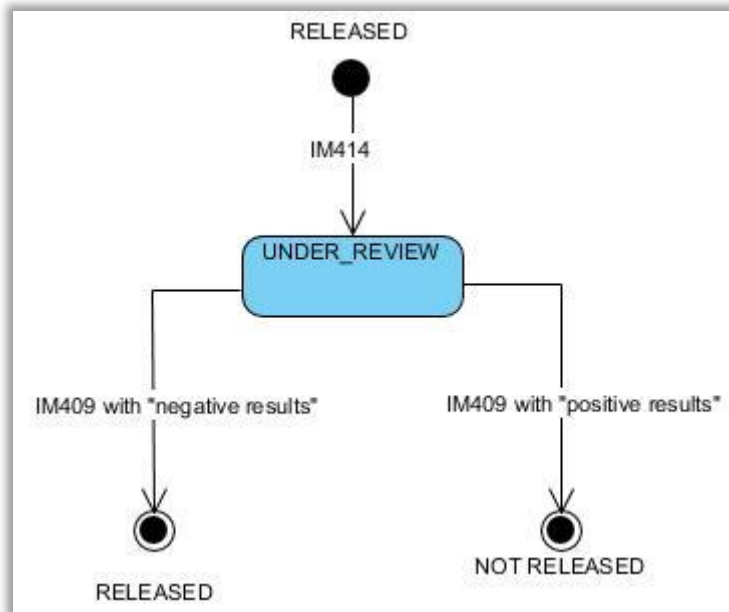 RELEASED
IM414
UNDER_REVIEW
IM409 with "negative results"
IM409 with "positive results"
RELEASED
NOT RELEASED